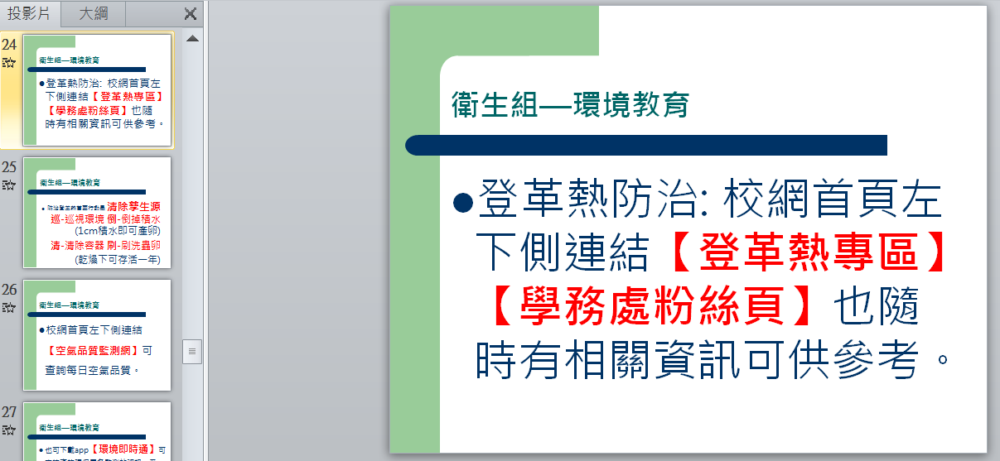 投影片
大綱
24
衛生組—環境教育
●登革熱防治: 校網首頁左
下側連結【登革熱專區】
【學務處粉絲頁】也隨
時有相關資訊可供參考。
25
衛生組—環境教育
清除孳生源
巡-巡視環境 倒-倒掉積水
(1cm積水即可產卵)
清-清除容器 刷-刷洗蟲卵
(乾燥下可存活一年)
26
衛生組—環境教育
●校網首頁左下側連結
【空氣品質監測網】可
查詢每日空氣品質。
27
衛生組—環境教育
●也可下載app【環境即時通】可
衛生組—環境教育
●登革熱防治: 校網首頁左
下側連結【登革熱專區】
【學務處粉絲頁】也隨
時有相關資訊可供參考。